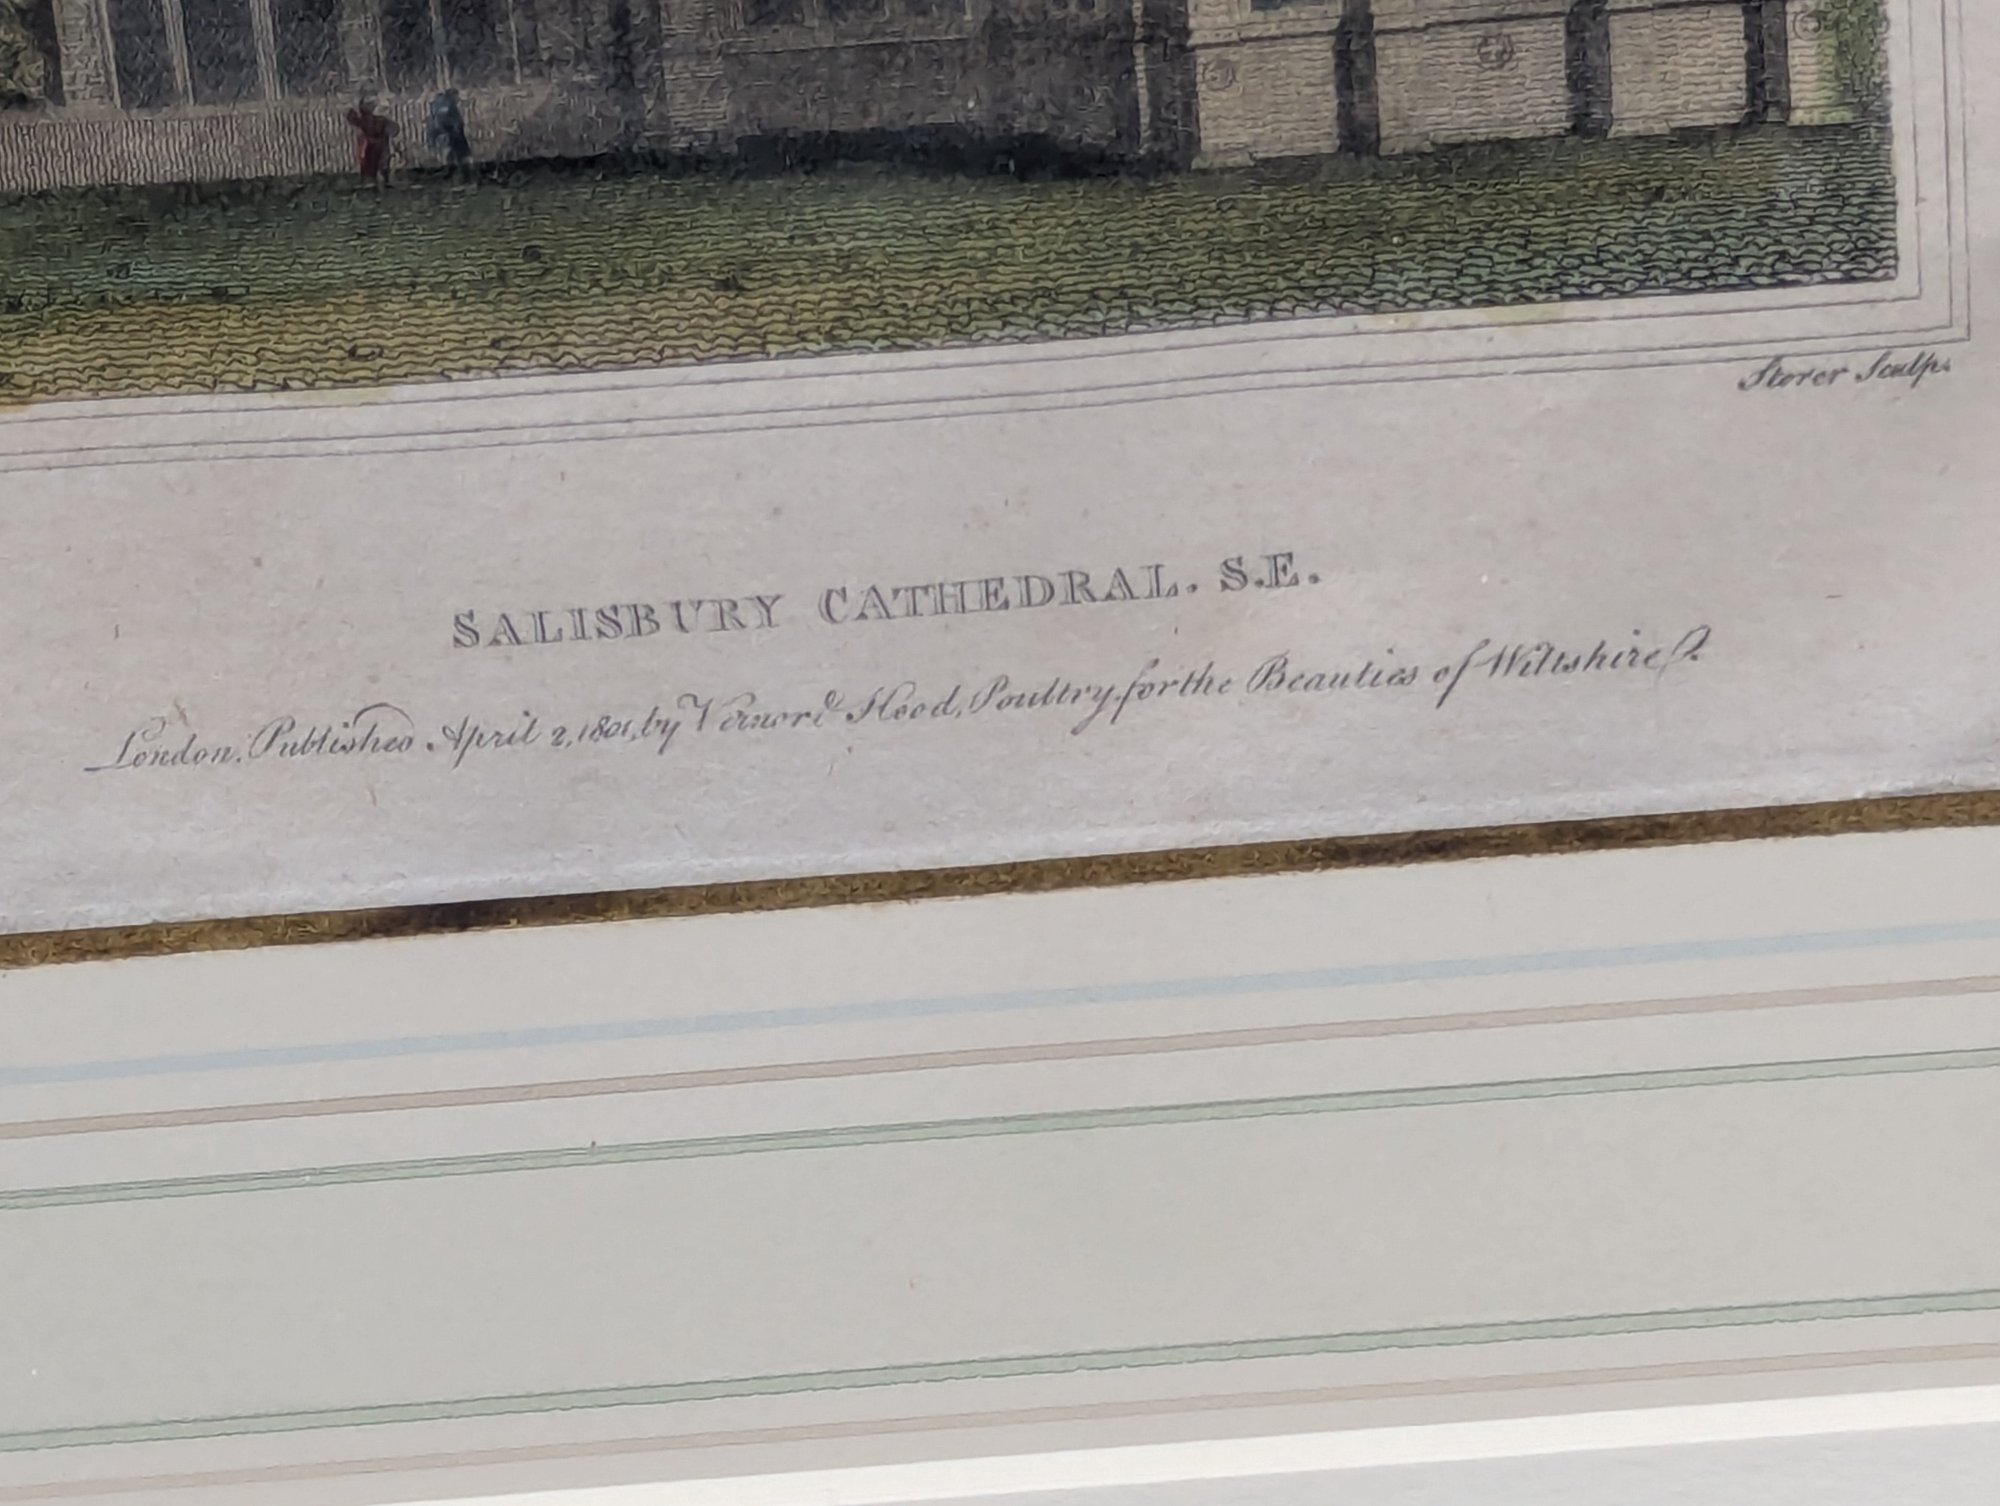 Storer Sculp.
SALISBURY CATHEDRAL. S.E.
London. Published April 2, 1801, by Vernor & Hood, Poultry, for the Beauties of Wiltshire.